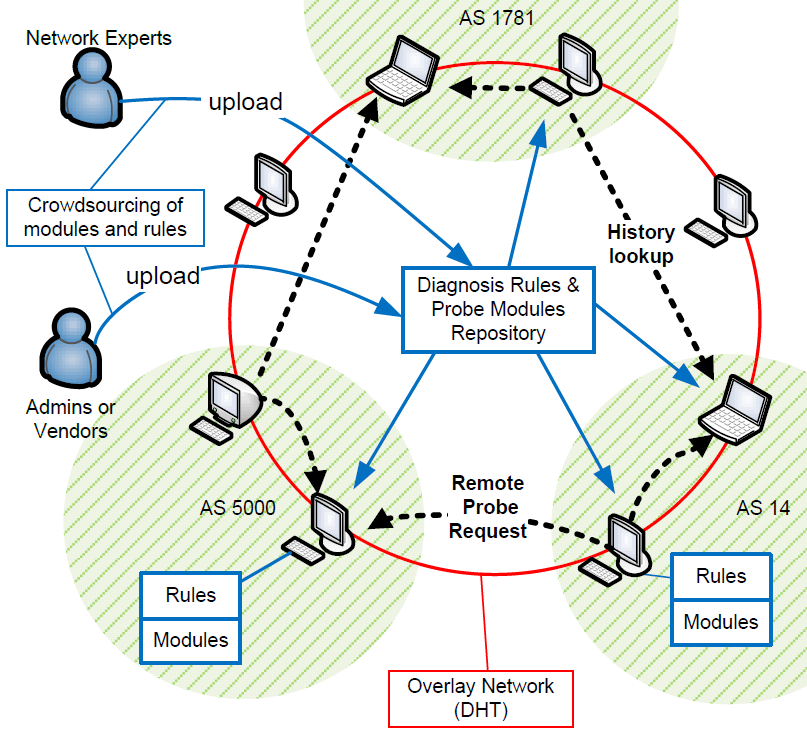 AS 1781
Network Experts
upload
Crowdsourcing of
modules and rules
History
lookup
upload
Diagnosis Rules &
Probe Modules
Repository
Admins or
Vendors
AS 5000
Remote
Probe
Request
AS 14
Rules
Modules
Rules
Modules
Overlay Network
(DHT)